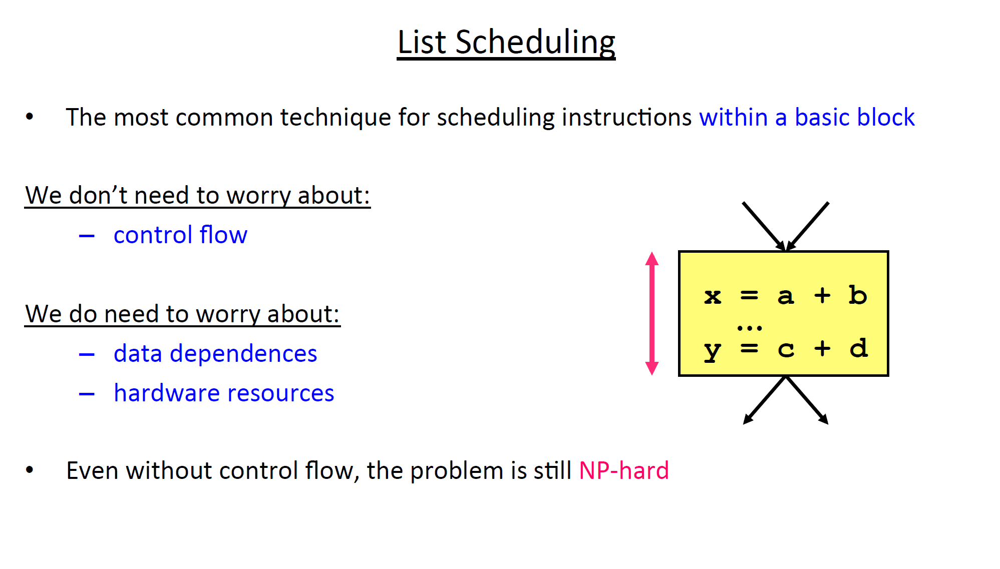 List Scheduling
• The most common technique for scheduling instructions within a basic block
We don’t need to worry about:
– control flow
We do need to worry about:
– data dependences
– hardware resources
x = a + b
...
y = c + d
• Even without control flow, the problem is still NP-hard